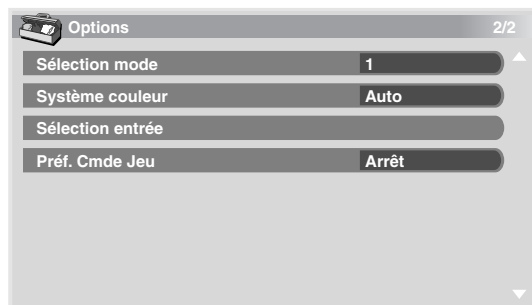 Options 2/2
Sélection mode 1
Système couleur Auto
Sélection entrée
Préf. Cmde Jeu Arrêt